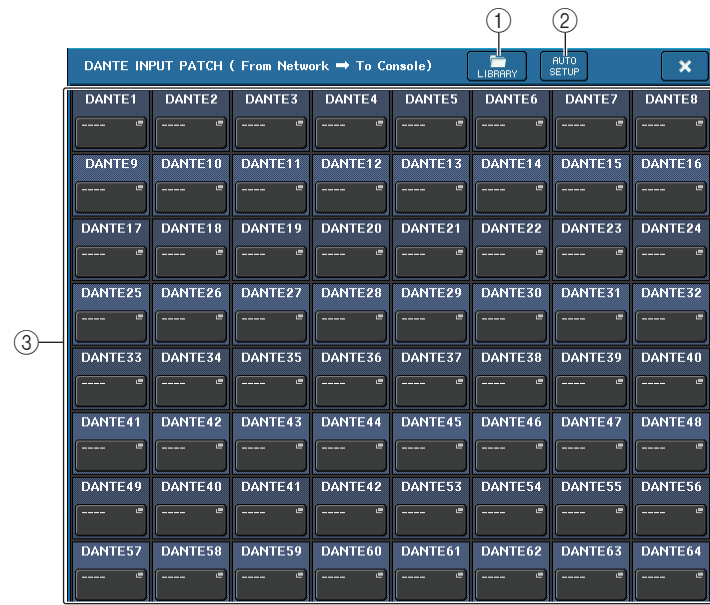 ① ②
DANTE INPUT PATCH ( From Network ➡ To Console) LIBRARY AUTO SETUP ×
DANTE1 DANTE2 DANTE3 DANTE4 DANTE5 DANTE6 DANTE7 DANTE8
---- ---- ---- ---- ---- ---- ---- ----
DANTE9 DANTE10 DANTE11 DANTE12 DANTE13 DANTE14 DANTE15 DANTE16
---- ---- ---- ---- ---- ---- ---- ----
DANTE17 DANTE18 DANTE19 DANTE20 DANTE21 DANTE22 DANTE23 DANTE24
---- ---- ---- ---- ---- ---- ---- ----
DANTE25 DANTE26 DANTE27 DANTE28 DANTE29 DANTE30 DANTE31 DANTE32
---- ---- ---- ---- ---- ---- ---- ----
③
DANTE33 DANTE34 DANTE35 DANTE36 DANTE37 DANTE38 DANTE39 DANTE40
---- ---- ---- ---- ---- ---- ---- ----
DANTE41 DANTE42 DANTE43 DANTE44 DANTE45 DANTE46 DANTE47 DANTE48
---- ---- ---- ---- ---- ---- ---- ----
DANTE49 DANTE40 DANTE41 DANTE42 DANTE53 DANTE54 DANTE55 DANTE56
---- ---- ---- ---- ---- ---- ---- ----
DANTE57 DANTE58 DANTE59 DANTE60 DANTE61 DANTE62 DANTE63 DANTE64
---- ---- ---- ---- ---- ---- ---- ----